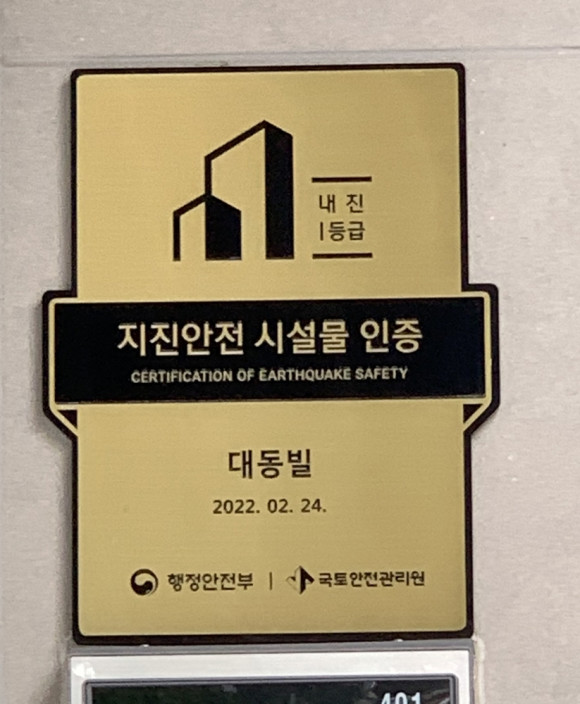 내 진
I등급
지진안전 시설물 인증
CERTIFICATION OF EARTHQUAKE SAFETY
대동빌
2022. 02. 24.
행정안전부 | 국토안전관리원
401